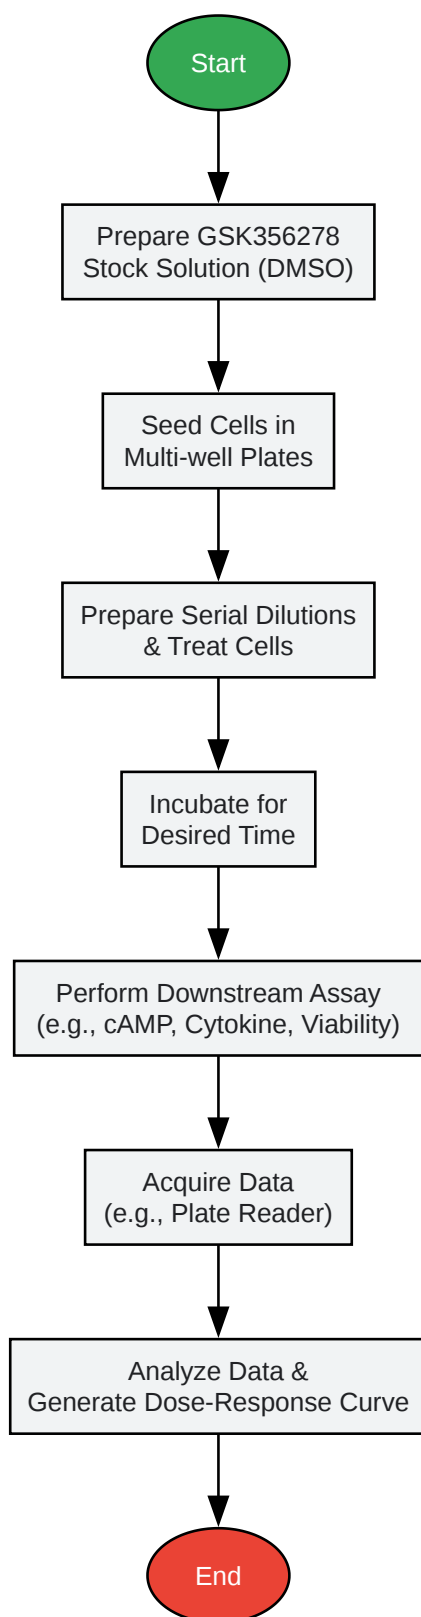 Start
Prepare GSK356278
Stock Solution (DMSO)
Seed Cells in
Multi-well Plates
Prepare Serial Dilutions
& Treat Cells
Incubate for
Desired Time
Perform Downstream Assay
(e.g., cAMP, Cytokine, Viability)
Acquire Data
(e.g., Plate Reader)
Analyze Data &
Generate Dose-Response Curve
End